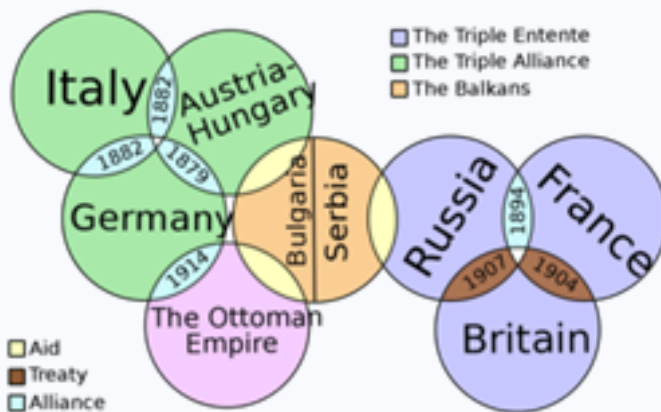 The Triple Entente
The Triple Alliance
The Balkans
Italy
1882
Austria-
Hungary
1882
1879
Germany
1914
The Ottoman
Empire
Bulgaria
Serbia
Russia
1894
France
1907
1904
Britain
Aid
Treaty
Alliance